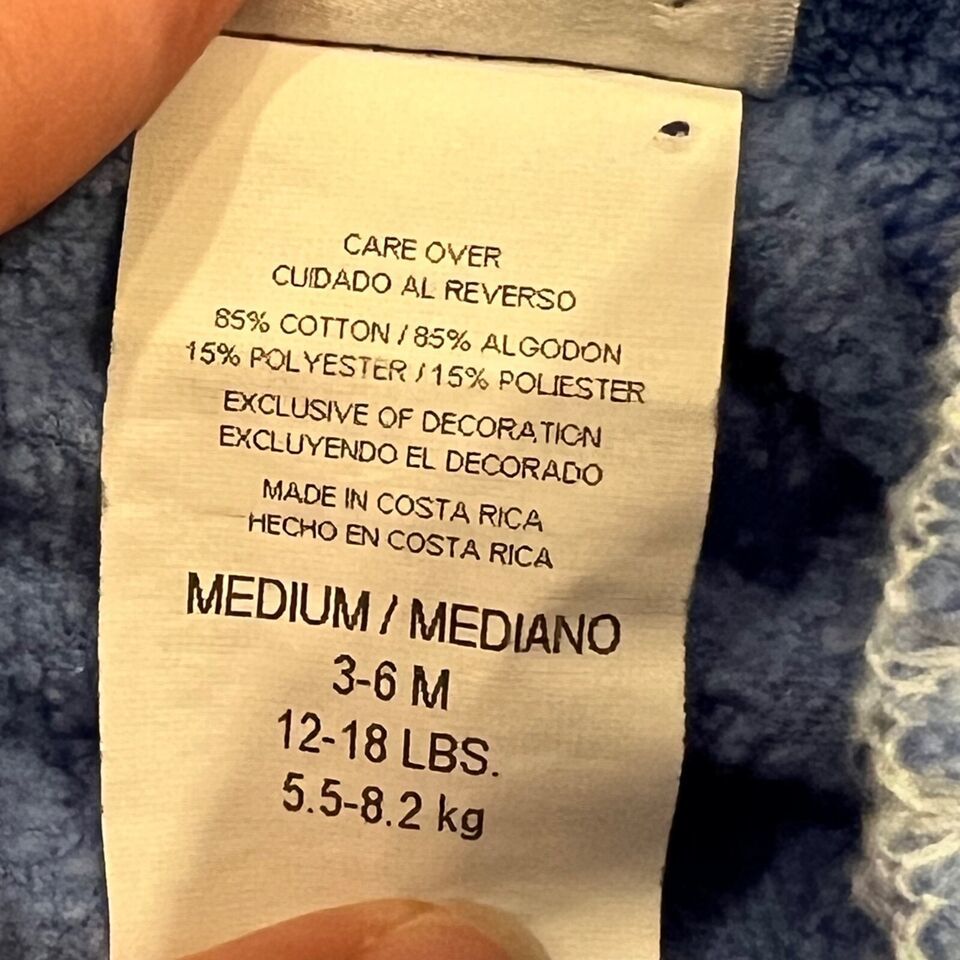 CARE OVER
CUIDADO AL REVERSO
85% COTTON / 85% ALGODON
15% POLYESTER / 15% POLIESTER
EXCLUSIVE OF DECORATION
EXCLUYENDO EL DECORADO
MADE IN COSTA RICA
HECHO EN COSTA RICA
MEDIUM / MEDIANO
3-6 M
12-18 LBS.
5.5-8.2 kg